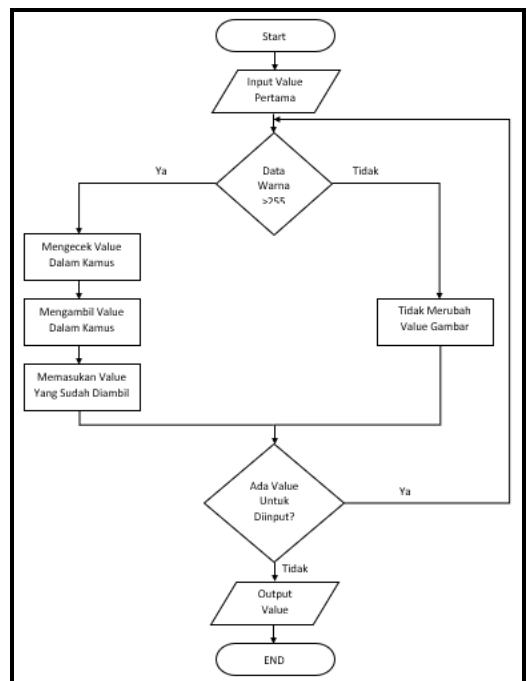 Start
Input Value
Pertama
Ya
Data
Warna
>255
Tidak
Mengecek Value
Dalam Kamus
Mengambil Value
Dalam Kamus
Tidak Merubah
Value Gambar
Memasukan Value
Yang Sudah Diambil
Ada Value
Untuk
Diinput?
Ya
Tidak
Output
Value
END